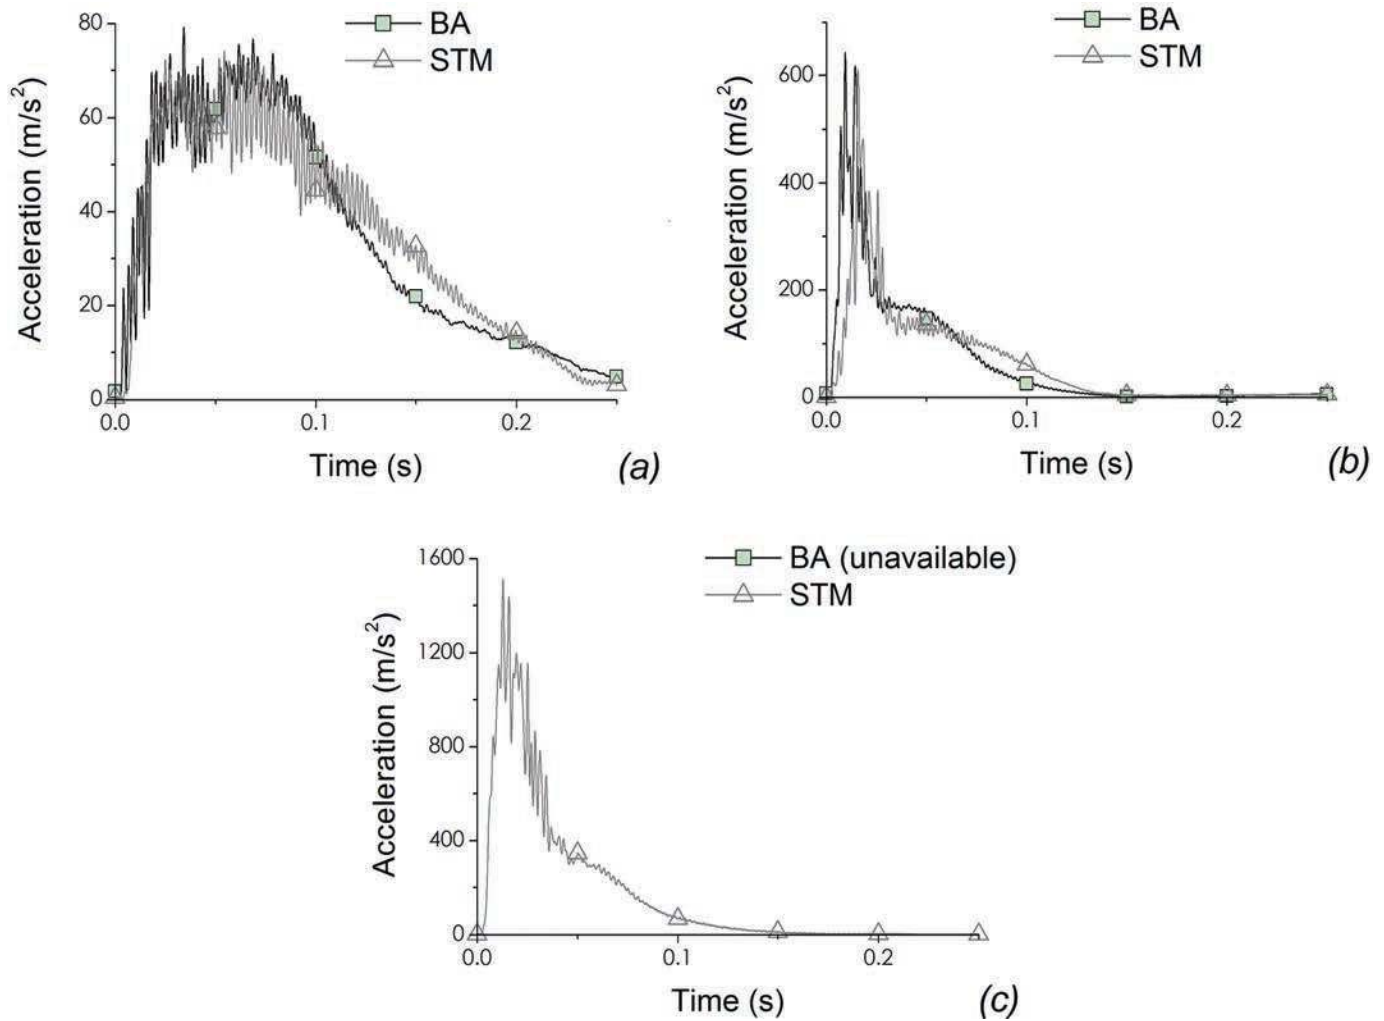 BA
STM
80
60
40
20
0
Acceleration (m/s²)
0.0
0.1
0.2
Time (s)
(a)
BA
STM
600
400
200
0
Acceleration (m/s²)
0.0
0.1
0.2
Time (s)
(b)
BA (unavailable)
STM
1600
1200
800
400
0
Acceleration (m/s²)
0.0
0.1
0.2
Time (s)
(c)